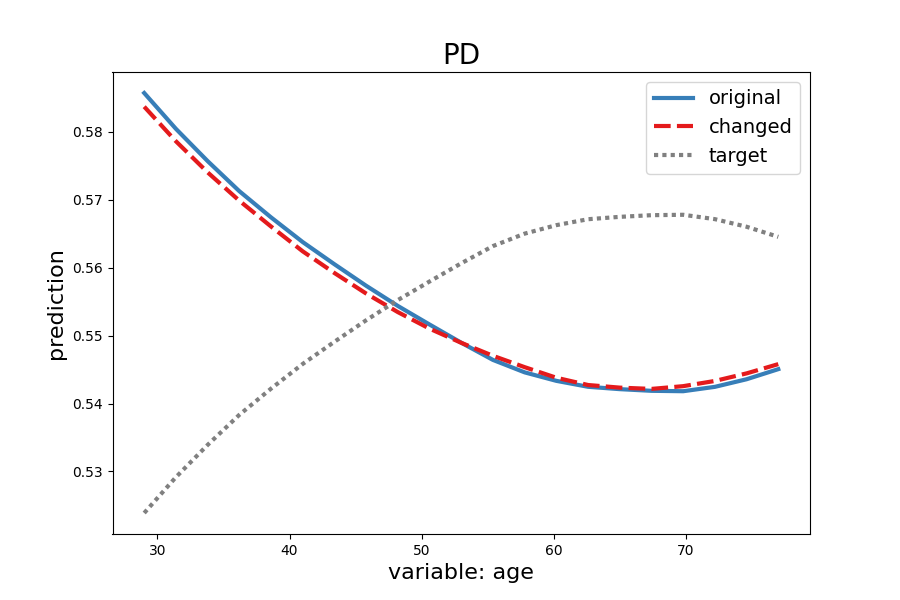 PD
original
changed
target
0.58
0.57
0.56
0.55
0.54
0.53
prediction
30 40 50 60 70
variable: age